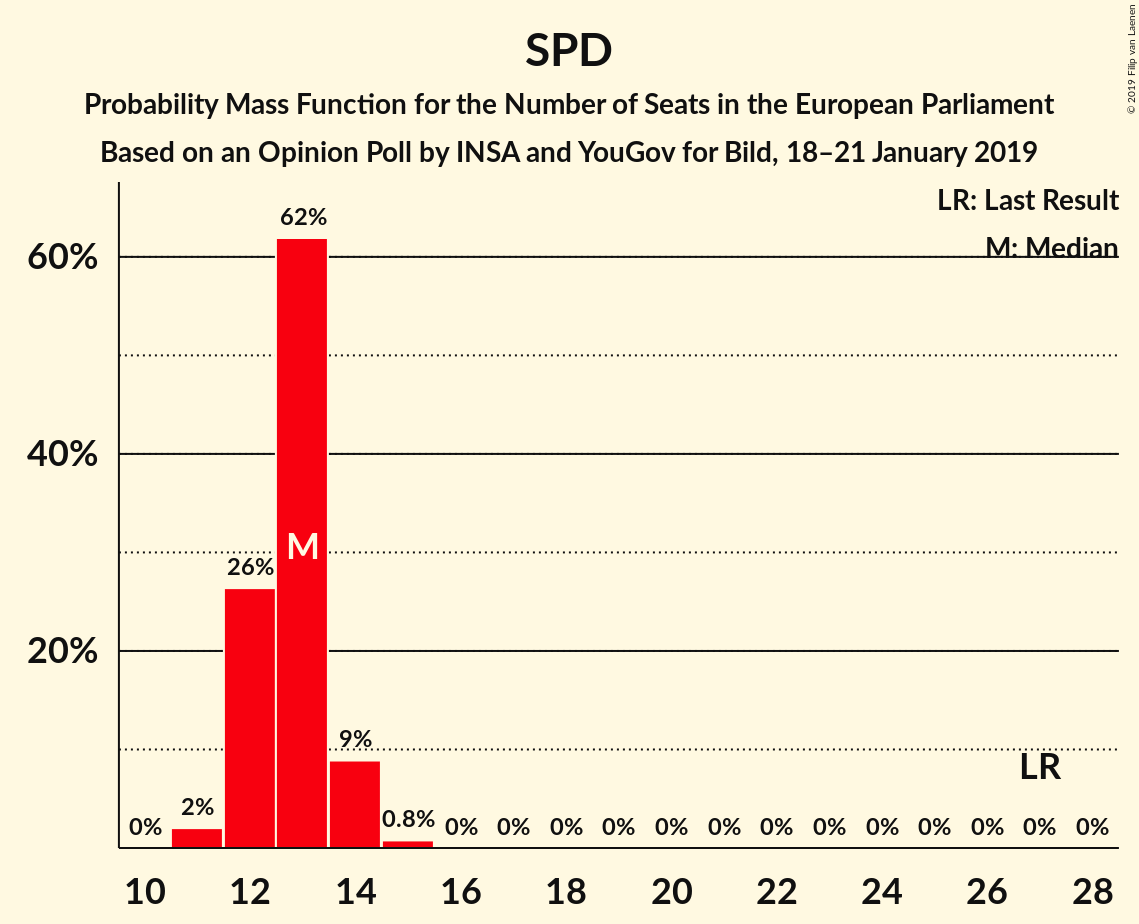 SPD
Probability Mass Function for the Number of Seats in the European Parliament
Based on an Opinion Poll by INSA and YouGov for Bild, 18–21 January 2019
© 2019 Filip van Laenen
LR: Last Result
M: Median
60%
40%
20%
62%
26%
M
9%
LR
0%
2%
0.8%
0% 0% 0% 0% 0% 0% 0% 0% 0% 0% 0% 0% 0%
10 12 14 16 18 20 22 24 26 28